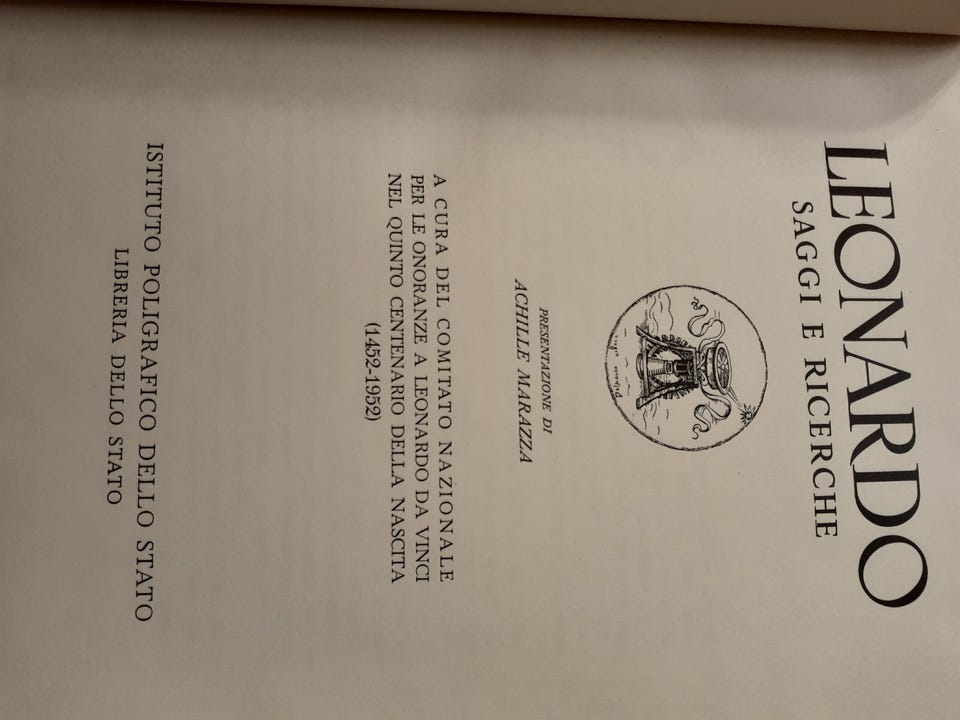 LEONARDO
SAGGI E RICERCHE
PRESENTAZIONE DI
ACHILLE MARAZZA
A CURA DEL COMITATO NAZIONALE
PER LE ONORANZE A LEONARDO DA VINCI
NEL QUINTO CENTENARIO DELLA NASCITA
(1452-1952)
ISTITUTO POLIGRAFICO DELLO STATO
LIBRERIA DELLO STATO